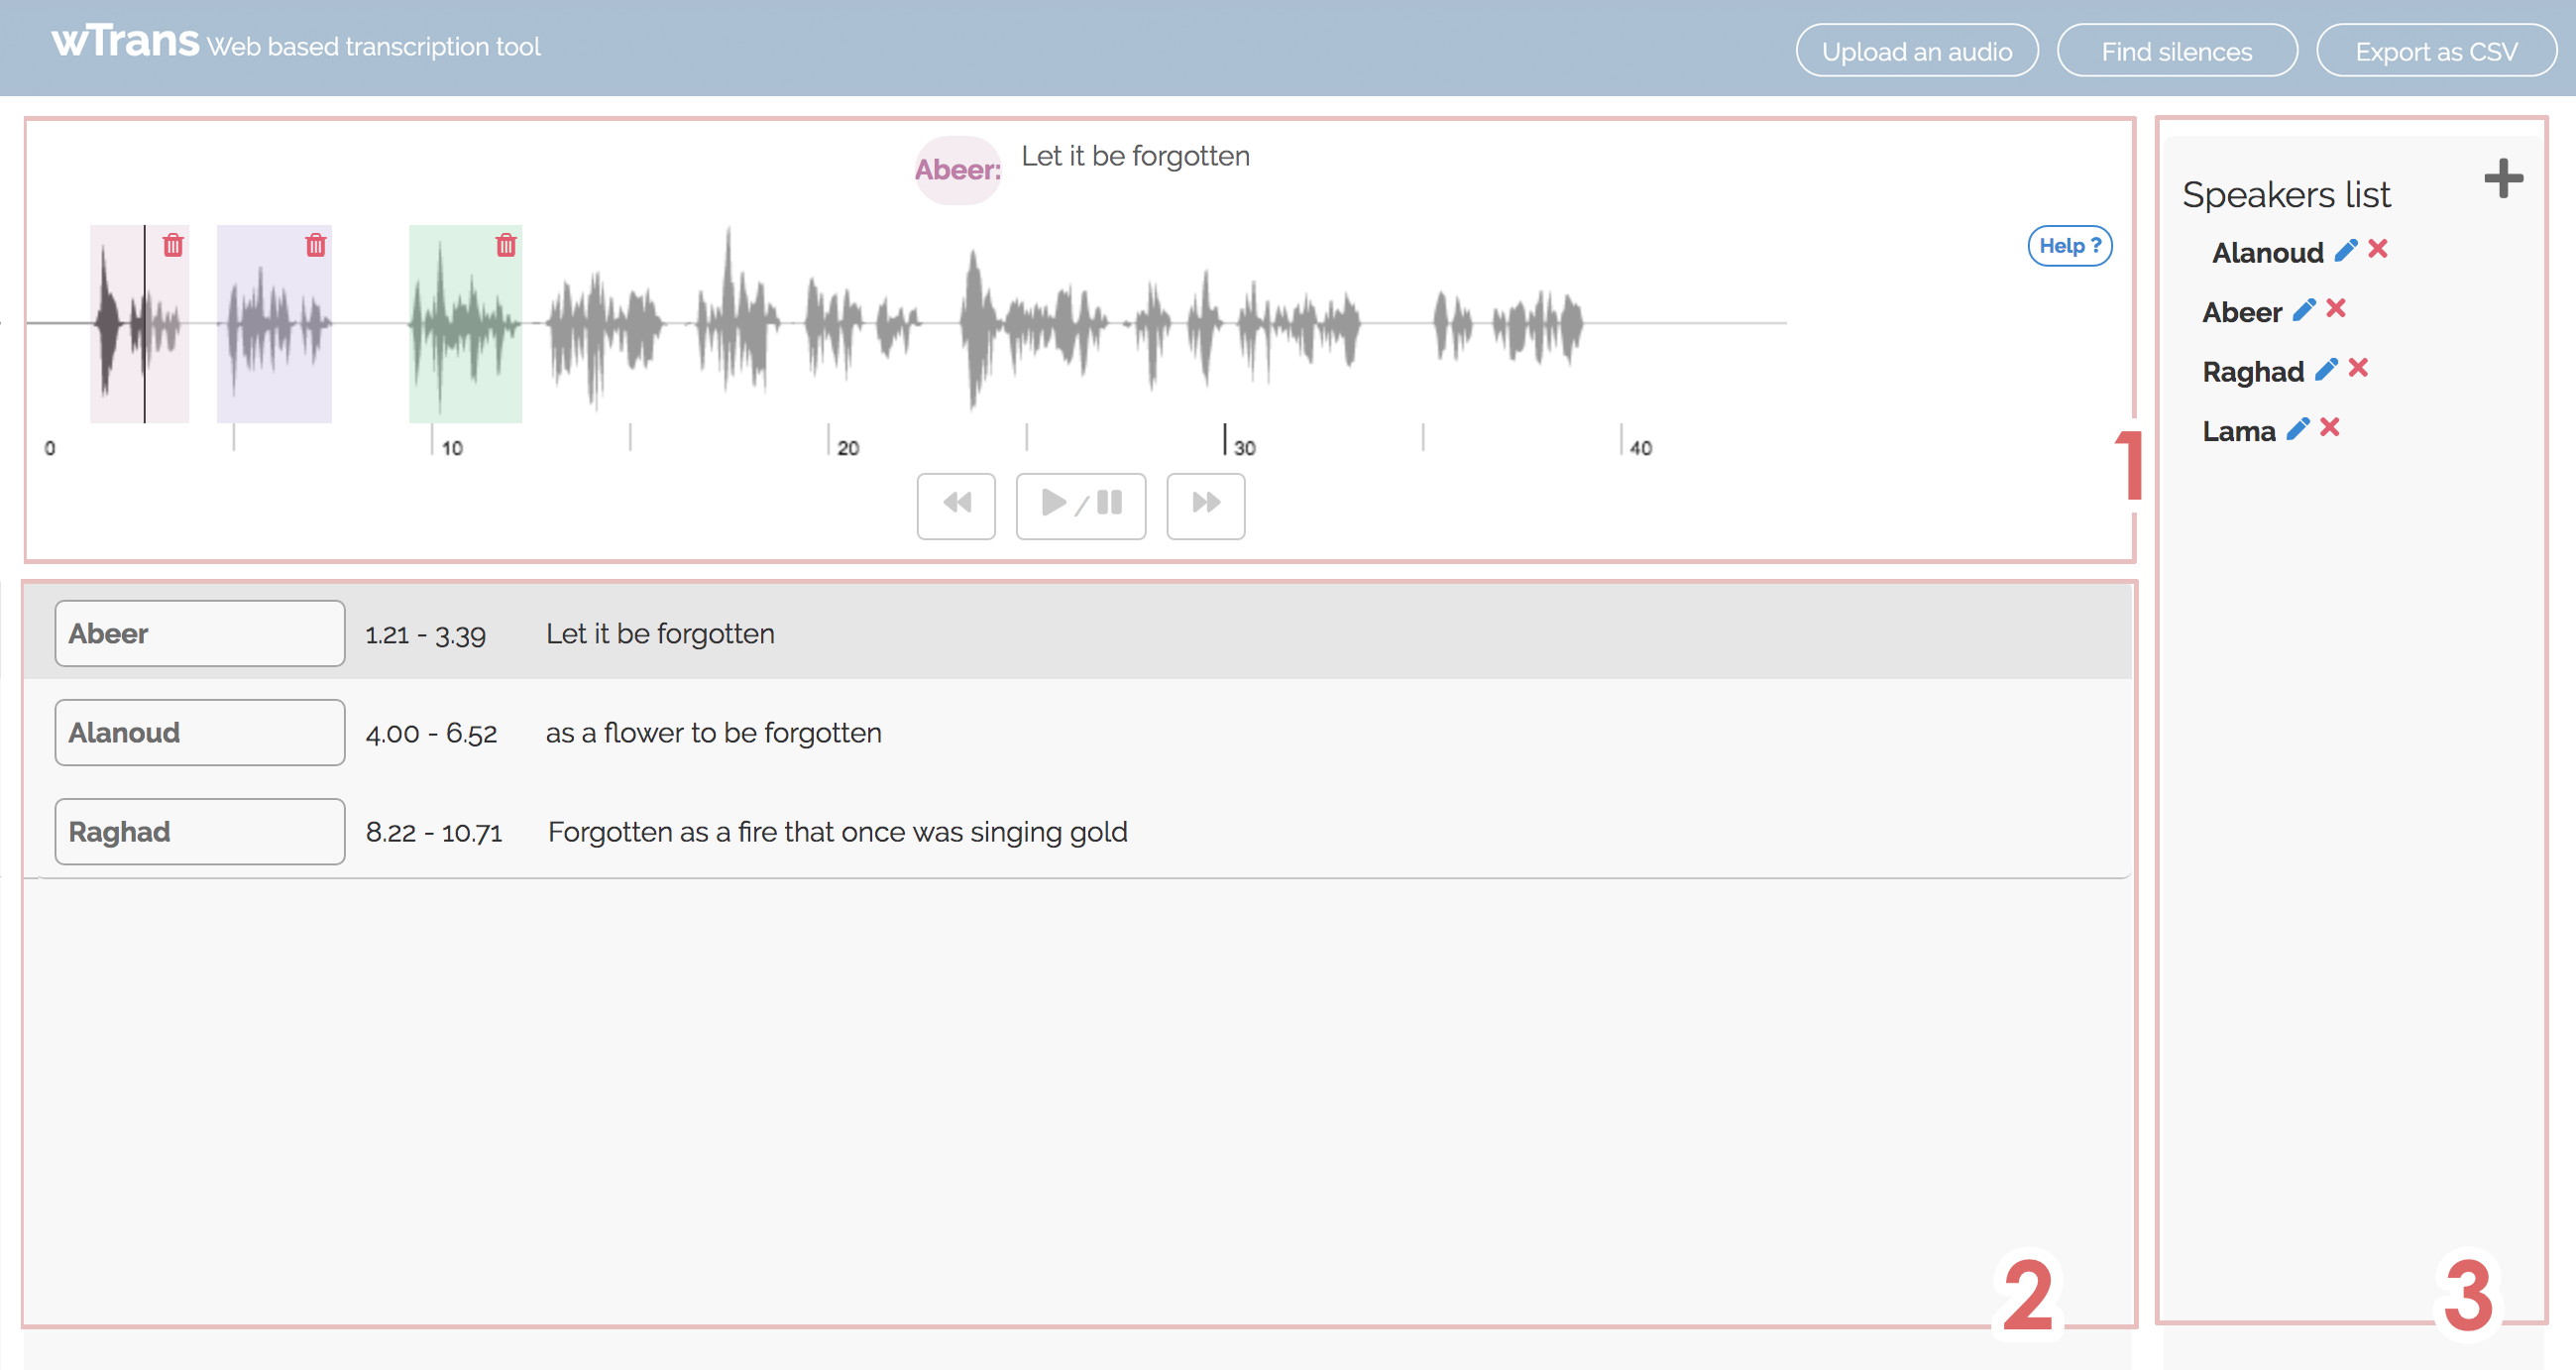 wTrans Web based transcription tool
Upload an audio
Find silences
Export as CSV
Abeer: Let it be forgotten
Help ?
0 10 20 30 40
1
Abeer 1.21 - 3.39 Let it be forgotten
Alanoud 4.00 - 6.52 as a flower to be forgotten
Raghad 8.22 - 10.71 Forgotten as a fire that once was singing gold
2
Speakers list
Alanoud
Abeer
Raghad
Lama
3